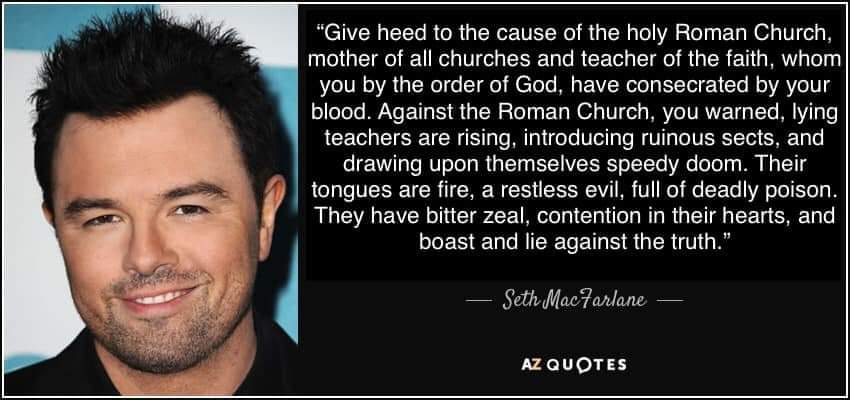 “Give heed to the cause of the holy Roman Church,
mother of all churches and teacher of the faith, whom
you by the order of God, have consecrated by your
blood. Against the Roman Church, you warned, lying
teachers are rising, introducing ruinous sects, and
drawing upon themselves speedy doom. Their
tongues are fire, a restless evil, full of deadly poison.
They have bitter zeal, contention in their hearts, and
boast and lie against the truth.”
— Seth MacFarlane —
AZ QUOTES